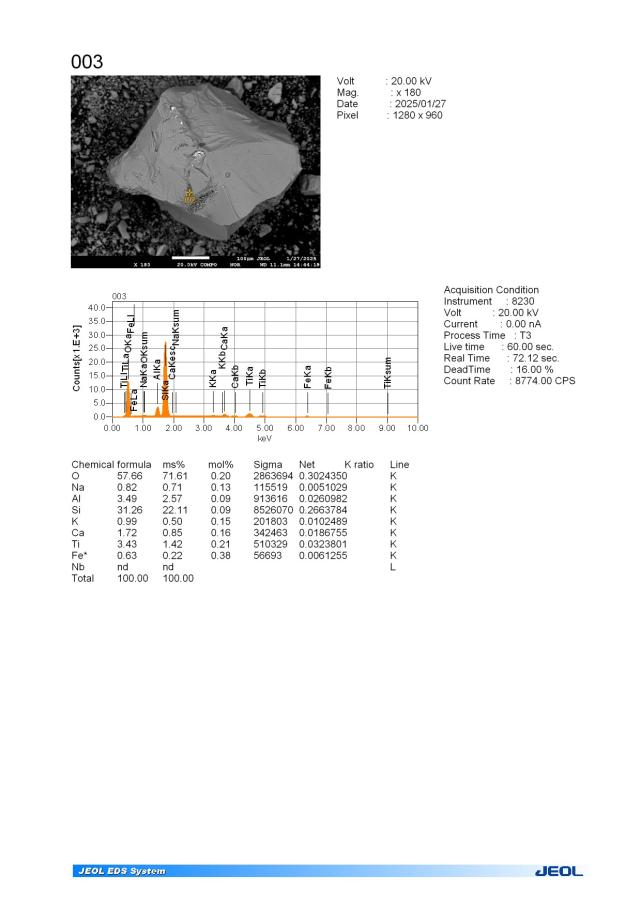 003
Volt : 20.00 kV
Mag. : x 180
Date : 2025/01/27
Pixel : 1280 x 960
100μm JEOL 1/27/2025
X 180 20.0kV COMPO NOR WD 11.1mm 14:44:19
Acquisition Condition
Instrument : 8230
Volt : 20.00 kV
Current : 0.00 nA
Process Time : T3
Live time : 60.00 sec.
Real Time : 72.12 sec.
DeadTime : 16.00 %
Count Rate : 8774.00 CPS
003
Counts[x 1.E+3]
40.0
35.0
30.0
25.0
20.0
15.0
10.0
5.0
0.0
TiLl
TiLa
OKa
FeLl
FeLa
NaKa
OKsum
AlKa
SiKa
CaKesc
NaKsum
KKa
KKb
CaKa
CaKb
TiKa
TiKb
FeKa
FeKb
TiKsum
0.00 1.00 2.00 3.00 4.00 5.00 6.00 7.00 8.00 9.00 10.00
keV
Chemical formula ms% mol% Sigma Net K ratio Line
O 57.66 71.61 0.20 2863694 0.3024350 K
Na 0.82 0.71 0.13 115519 0.0051029 K
Al 3.49 2.57 0.09 913616 0.0260982 K
Si 31.26 22.11 0.09 8526070 0.2663784 K
K 0.99 0.50 0.15 201803 0.0102489 K
Ca 1.72 0.85 0.16 342463 0.0186755 K
Ti 3.43 1.42 0.21 510329 0.0323801 K
Fe* 0.63 0.22 0.38 56693 0.0061255 K
Nb nd nd L
Total 100.00 100.00
JEOL EDS System
JEOL